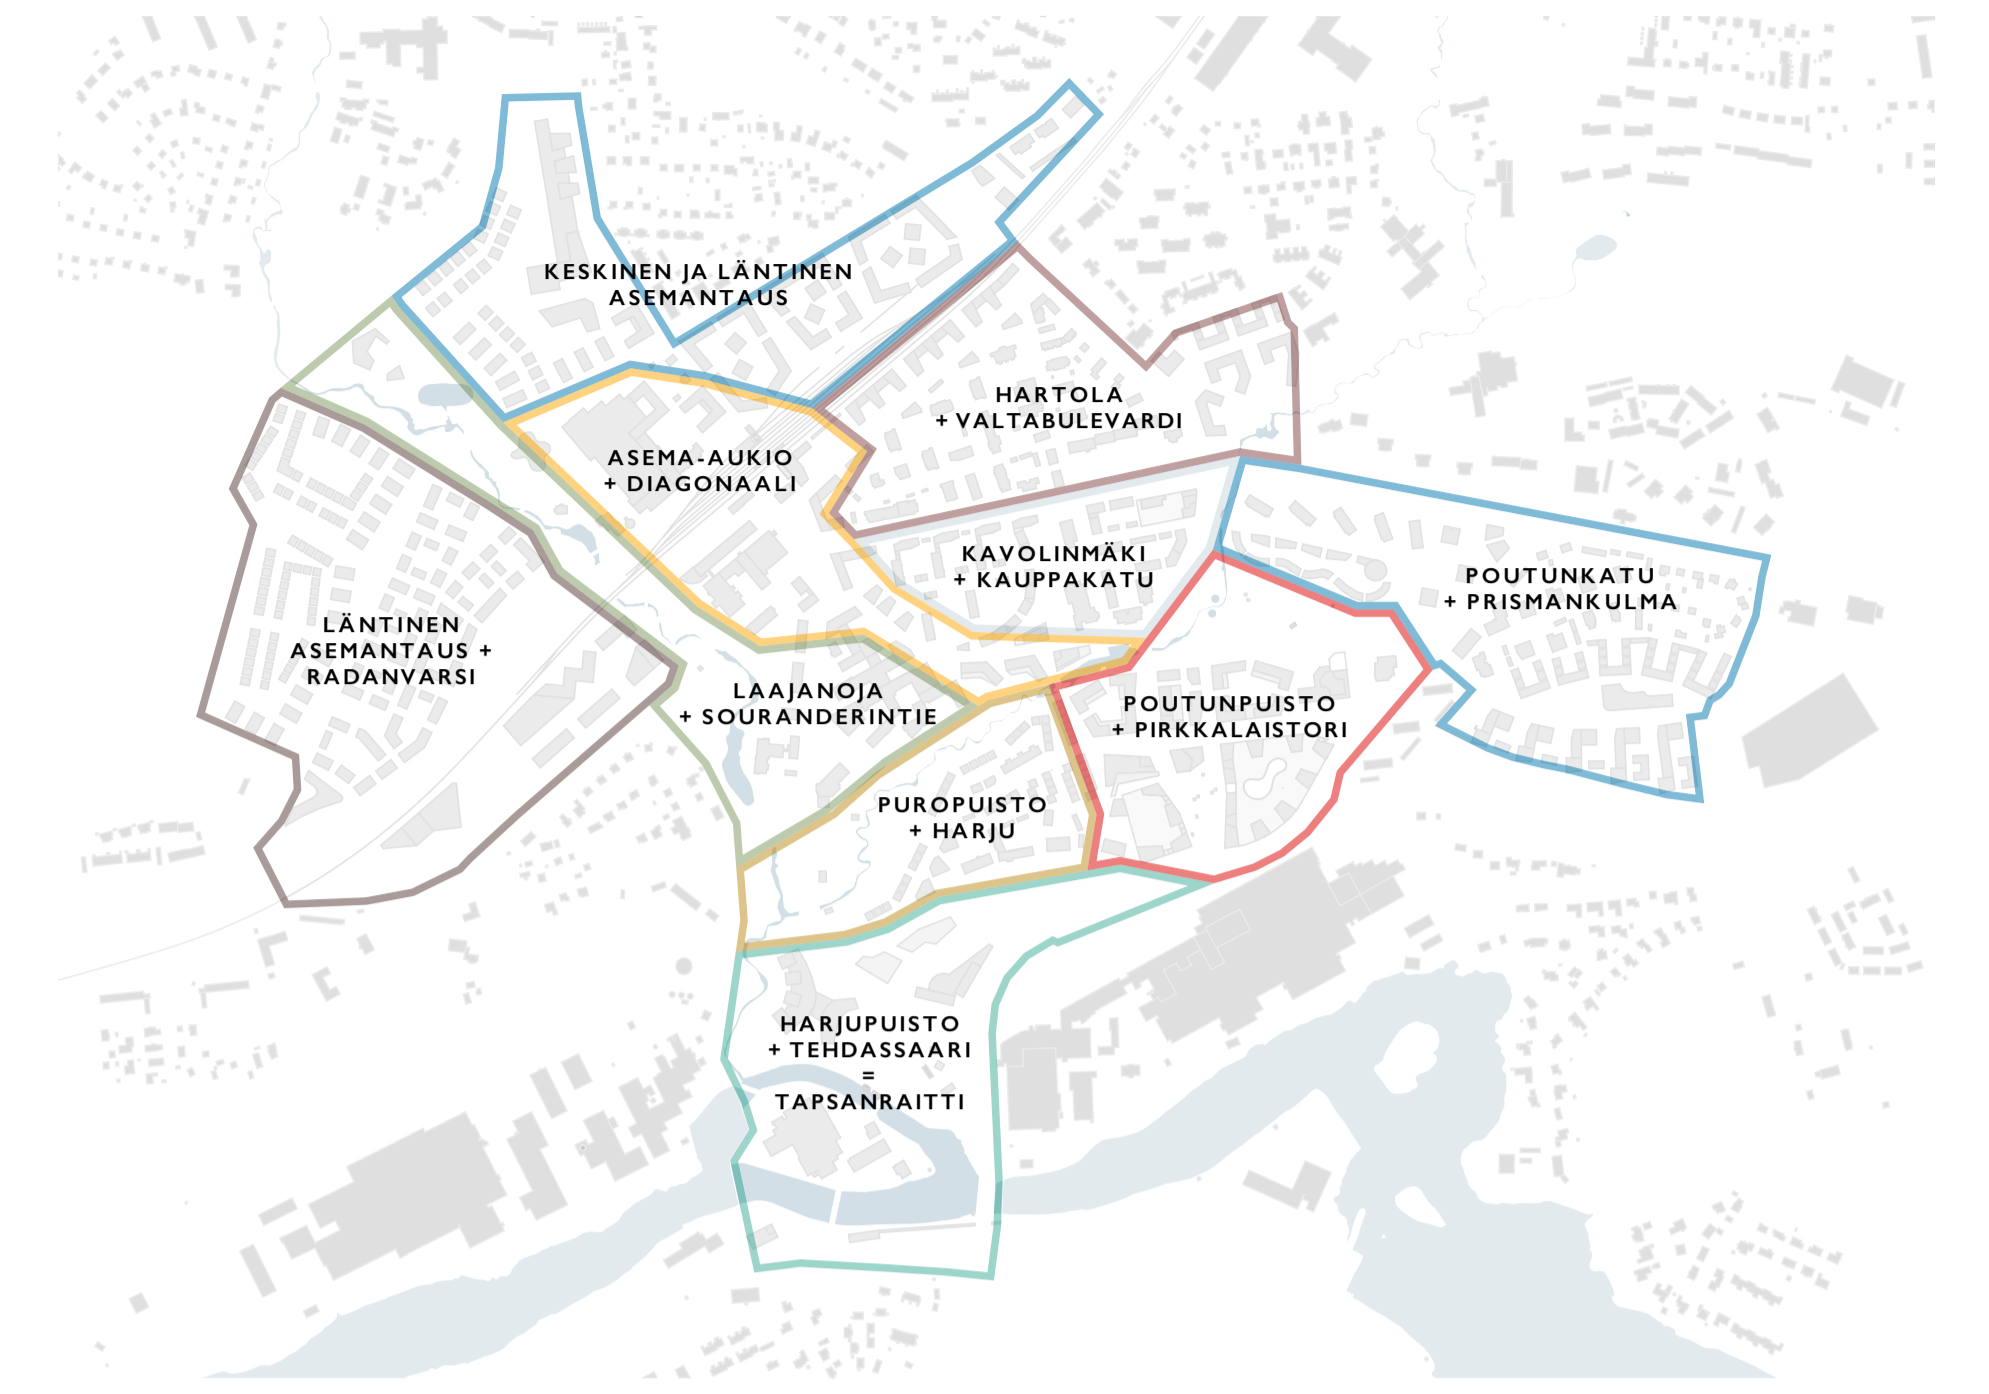 KESKINEN JA LÄNTINEN
ASEMANTAUS
HARTOLA
+ VALTABULEVARDI
ASEMA-AUKIO
+ DIAGONAALI
KAVOLINMÄKI
+ KAUPPAKATU
POUTUNKATU
+ PRISMANKULMA
LÄNTINEN
ASEMANTAUS +
RADANVARSI
LAAJANOJA
+ SOURANDERINTIE
POUTUNPUISTO
+ PIRKKALAISTORI
PUROPUISTO
+ HARJU
HARJUPUISTO
+ TEHDASSAARI
=
TAPSANRAITTI